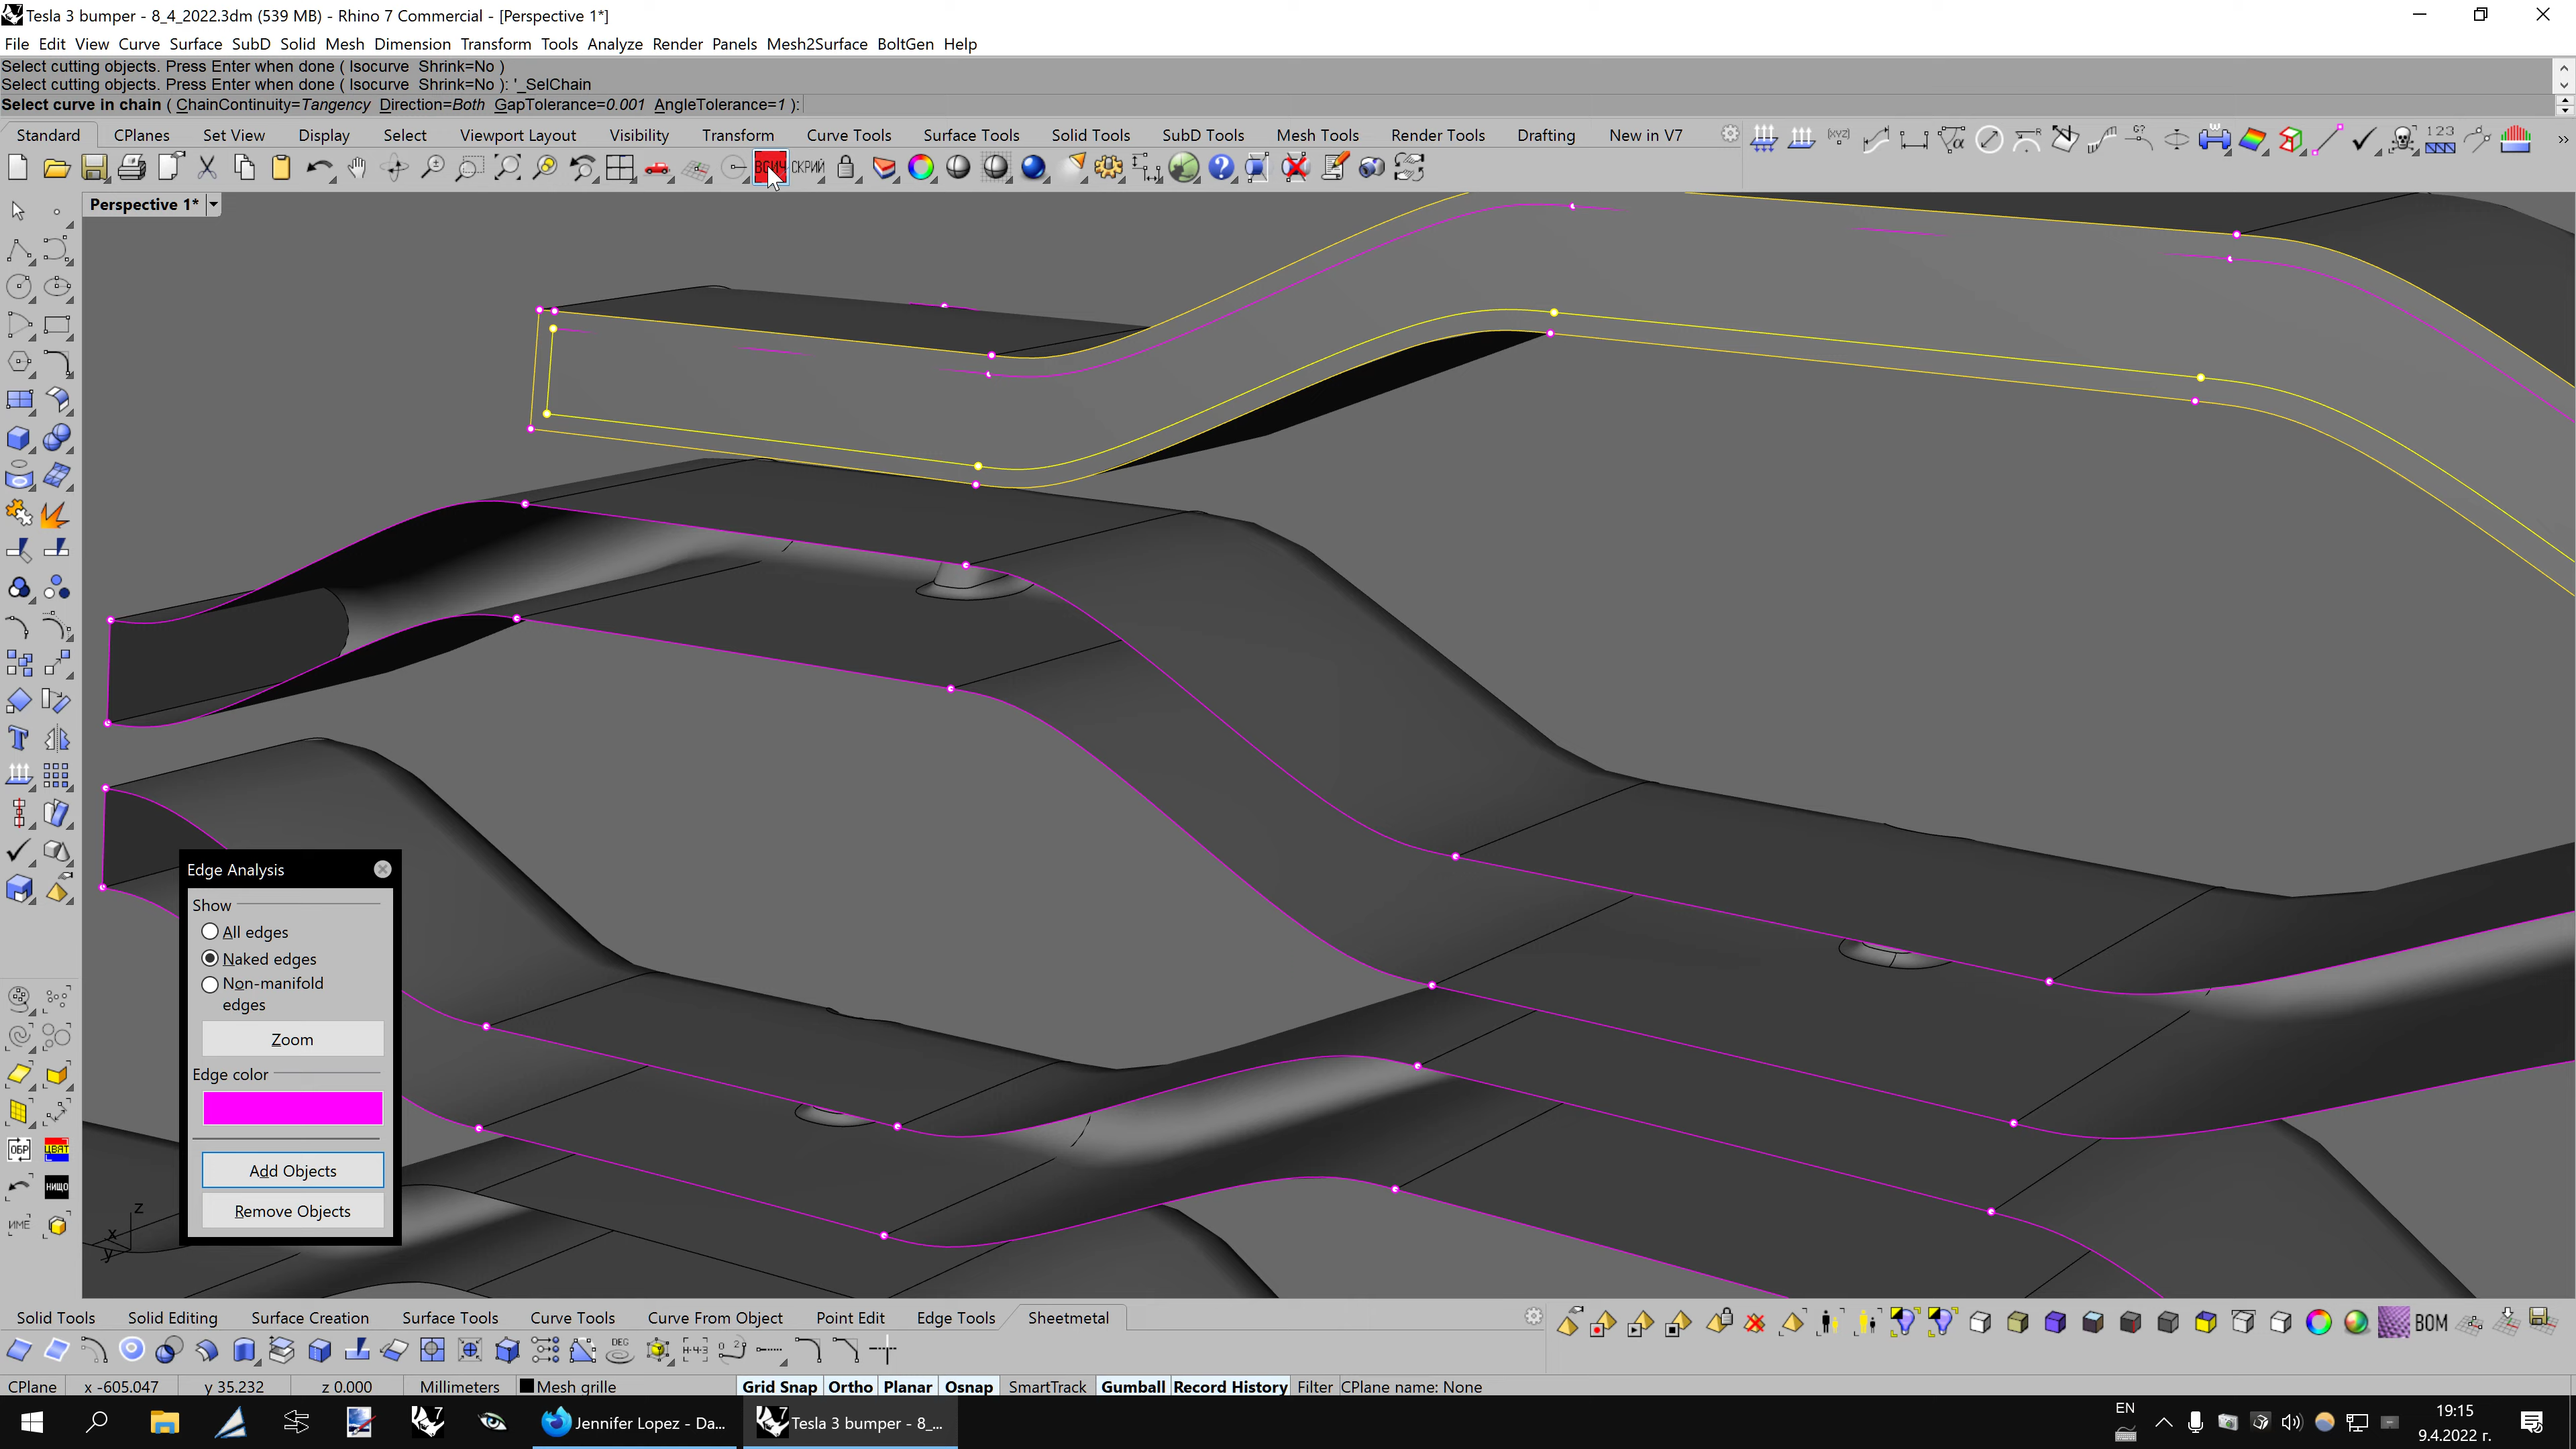 Tesla 3 bumper - 8_4_2022.3dm (539 MB) - Rhino 7 Commercial - [Perspective 1*]
File Edit View Curve Surface SubD Solid Mesh Dimension Transform Tools Analyze Render Panels Mesh2Surface BoltGen Help
Select cutting objects. Press Enter when done ( Isocurve Shrink=No )
Select cutting objects. Press Enter when done ( Isocurve Shrink=No ): '_SelChain
Select curve in chain ( ChainContinuity=Tangency Direction=Both GapTolerance=0.001 AngleTolerance=1 ):
Standard CPlanes Set View Display Select Viewport Layout Visibility Transform Curve Tools Surface Tools Solid Tools SubD Tools Mesh Tools Render Tools Drafting New in V7
СКРИЙ
Perspective 1*
Edge Analysis
Show
All edges
Naked edges
Non-manifold
edges
Zoom
Edge color
Add Objects
Remove Objects
ОБР ЦВЯТ
НИЩО
ИМЕ
z
x
y
Solid Tools Solid Editing Surface Creation Surface Tools Curve Tools Curve From Object Point Edit Edge Tools Sheetmetal
BOM
DEG
CPlane x -605.047 y 35.232 z 0.000 Millimeters Mesh grille Grid Snap Ortho Planar Osnap SmartTrack Gumball Record History Filter CPlane name: None
Jennifer Lopez - Da... Tesla 3 bumper - 8_...
EN
19:15
9.4.2022 г.